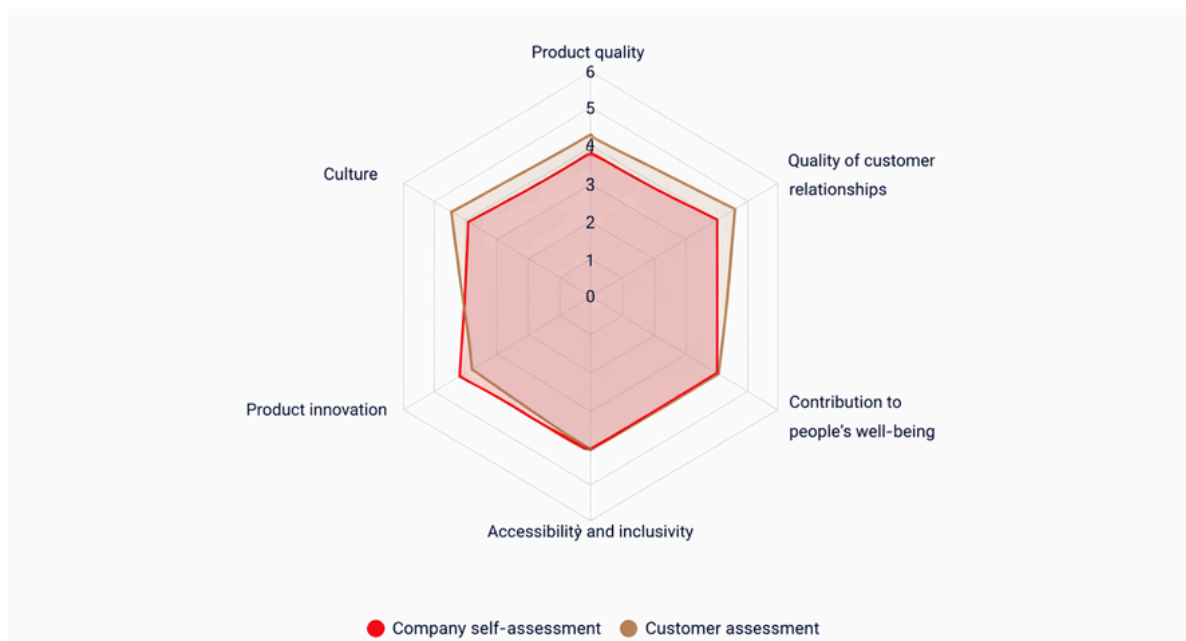 Product quality
6
5
4
3
2
1
0
Quality of customer
relationships
Culture
Contribution to
people's well-being
Product innovation
Accessibilitỳ and inclusivity
Company self-assessment
Customer assessment